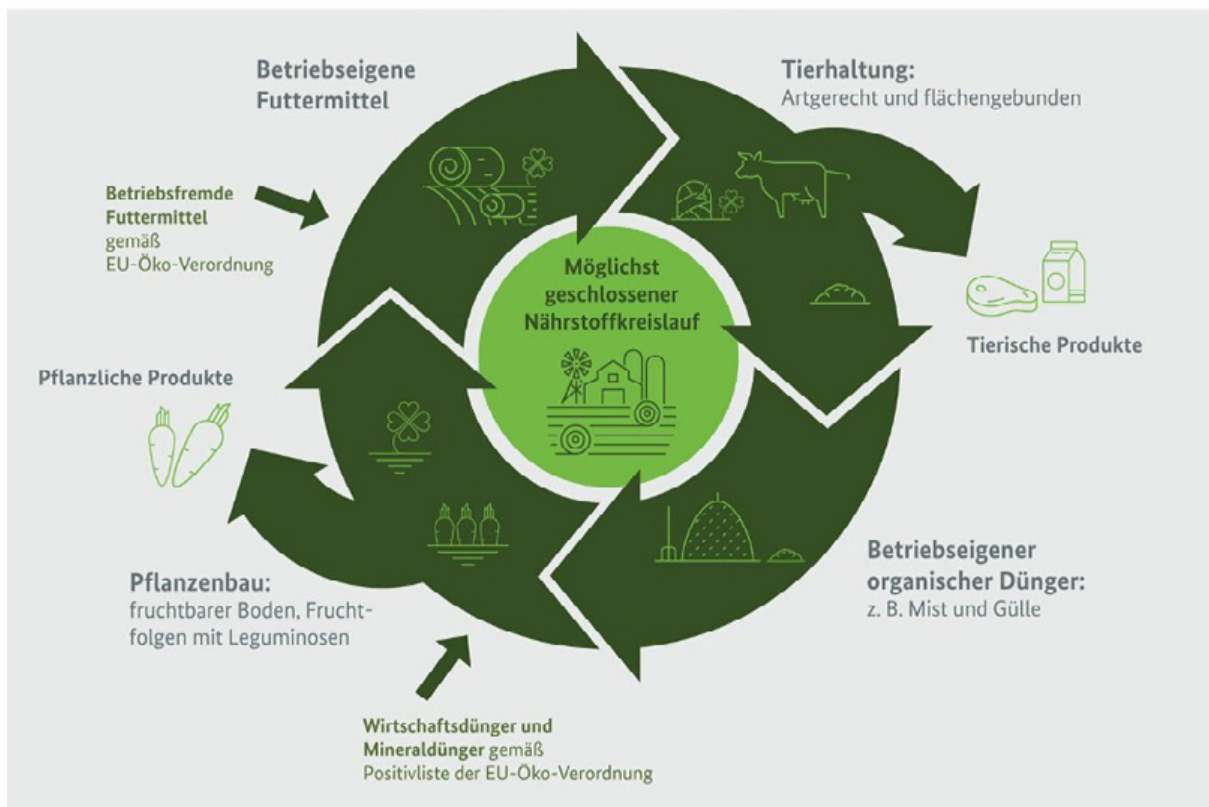 Betriebseigene
Futtermittel
Tierhaltung:
Artgerecht und flächengebunden
Betriebsfremde
Futtermittel
gemäß
EU-Öko-Verordnung
Möglichst
geschlossener
Nährstoffkreislauf
Tierische Produkte
Pflanzliche Produkte
Betriebseigener
organischer Dünger:
z. B. Mist und Gülle
Pflanzenbau:
fruchtbarer Boden, Frucht-
folgen mit Leguminosen
Wirtschaftsdünger und
Mineraldünger gemäß
Positivliste der EU-Öko-Verordnung